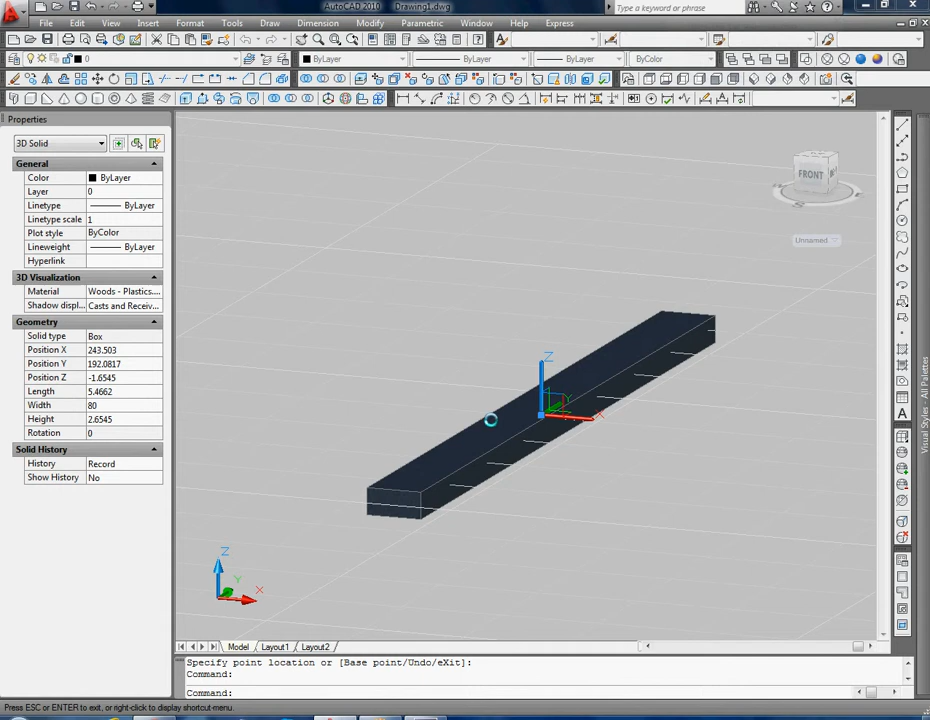 AutoCAD 2010 Drawing1.dwg
Type a keyword or phrase
File Edit View Insert Format Tools Draw Dimension Modify Parametric Window Help Express
0 ByLayer ByLayer ByLayer ByColor
Properties
3D Solid
General
Color ByLayer
Layer 0
Linetype ByLayer
Linetype scale 1
Plot style ByColor
Lineweight ByLayer
Hyperlink
3D Visualization
Material Woods - Plastics....
Shadow displ... Casts and Receiv...
Geometry
Solid type Box
Position X 243.503
Position Y 192.0817
Position Z -1.6545
Length 5.4662
Width 80
Height 2.6545
Rotation 0
Solid History
History Record
Show History No
FRONT
Unnamed
Z
X
Y
Z
Y
X
Visual Styles - All Palettes
Model Layout1 Layout2
Specify point location or [Base point/Undo/eXit]:
Command:
Command:
Press ESC or ENTER to exit, or right-click to display shortcut-menu.